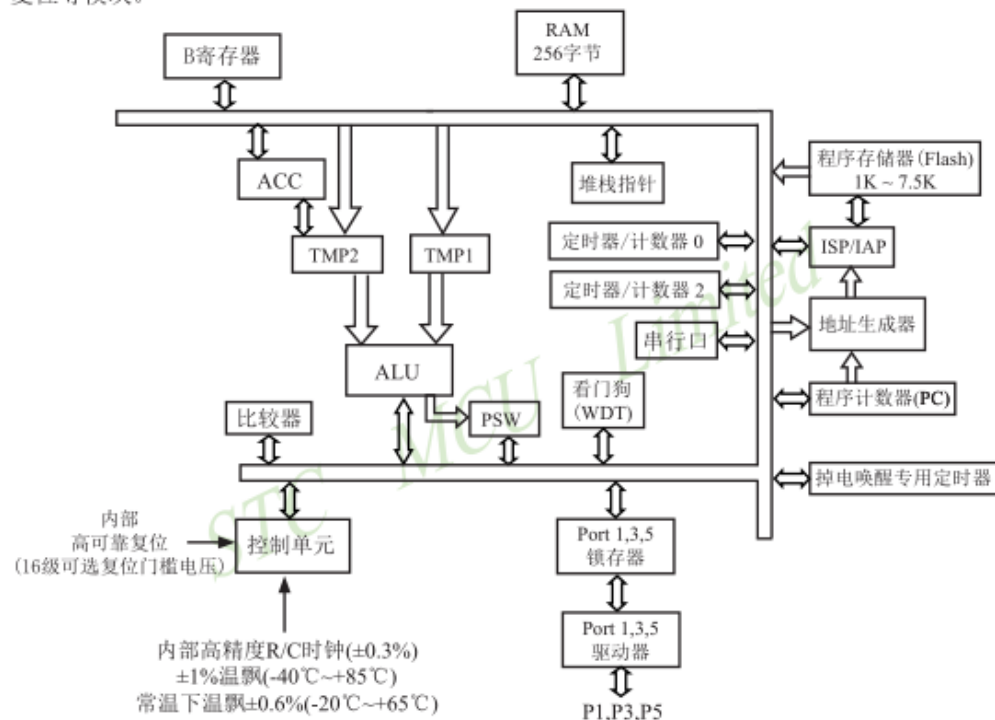 复位等模块。
B寄存器
RAM
256字节
ACC
堆栈指针
程序存储器(Flash)
1K ~ 7.5K
TMP2
TMP1
定时器/计数器 0
ISP/IAP
定时器/计数器 2
地址生成器
串行口
ALU
看门狗
(WDT)
程序计数器(PC)
比较器
PSW
掉电唤醒专用定时器
内部
高可靠复位
(16级可选复位门槛电压)
控制单元
Port 1,3,5
锁存器
内部高精度R/C时钟(±0.3%)
±1%温飘(-40℃~+85℃)
常温下温飘±0.6%(-20℃~+65℃)
Port 1,3,5
驱动器
P1,P3,P5
STC MCU Limited